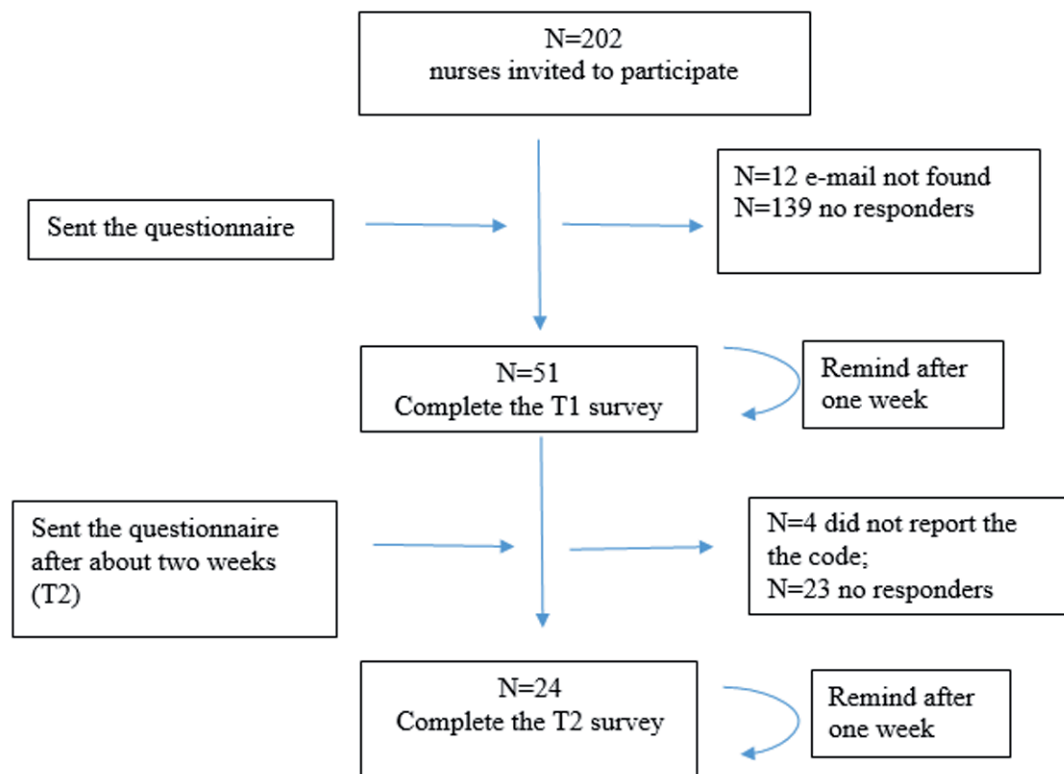 N=202
nurses invited to participate
N=12 e-mail not found
N=139 no responders
Sent the questionnaire
N=51
Complete the T1 survey
Remind after
one week
Sent the questionnaire
after about two weeks
(T2)
N=4 did not report the
the code;
N=23 no responders
N=24
Complete the T2 survey
Remind after
one week